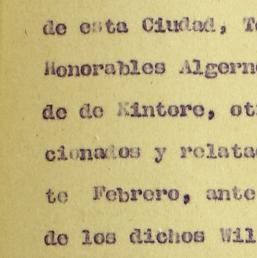 de esta Ciudad, T
Honorables Algern
de de Kintore, ot
cionados y relata
te Febrero, ante
de los dichos Wil